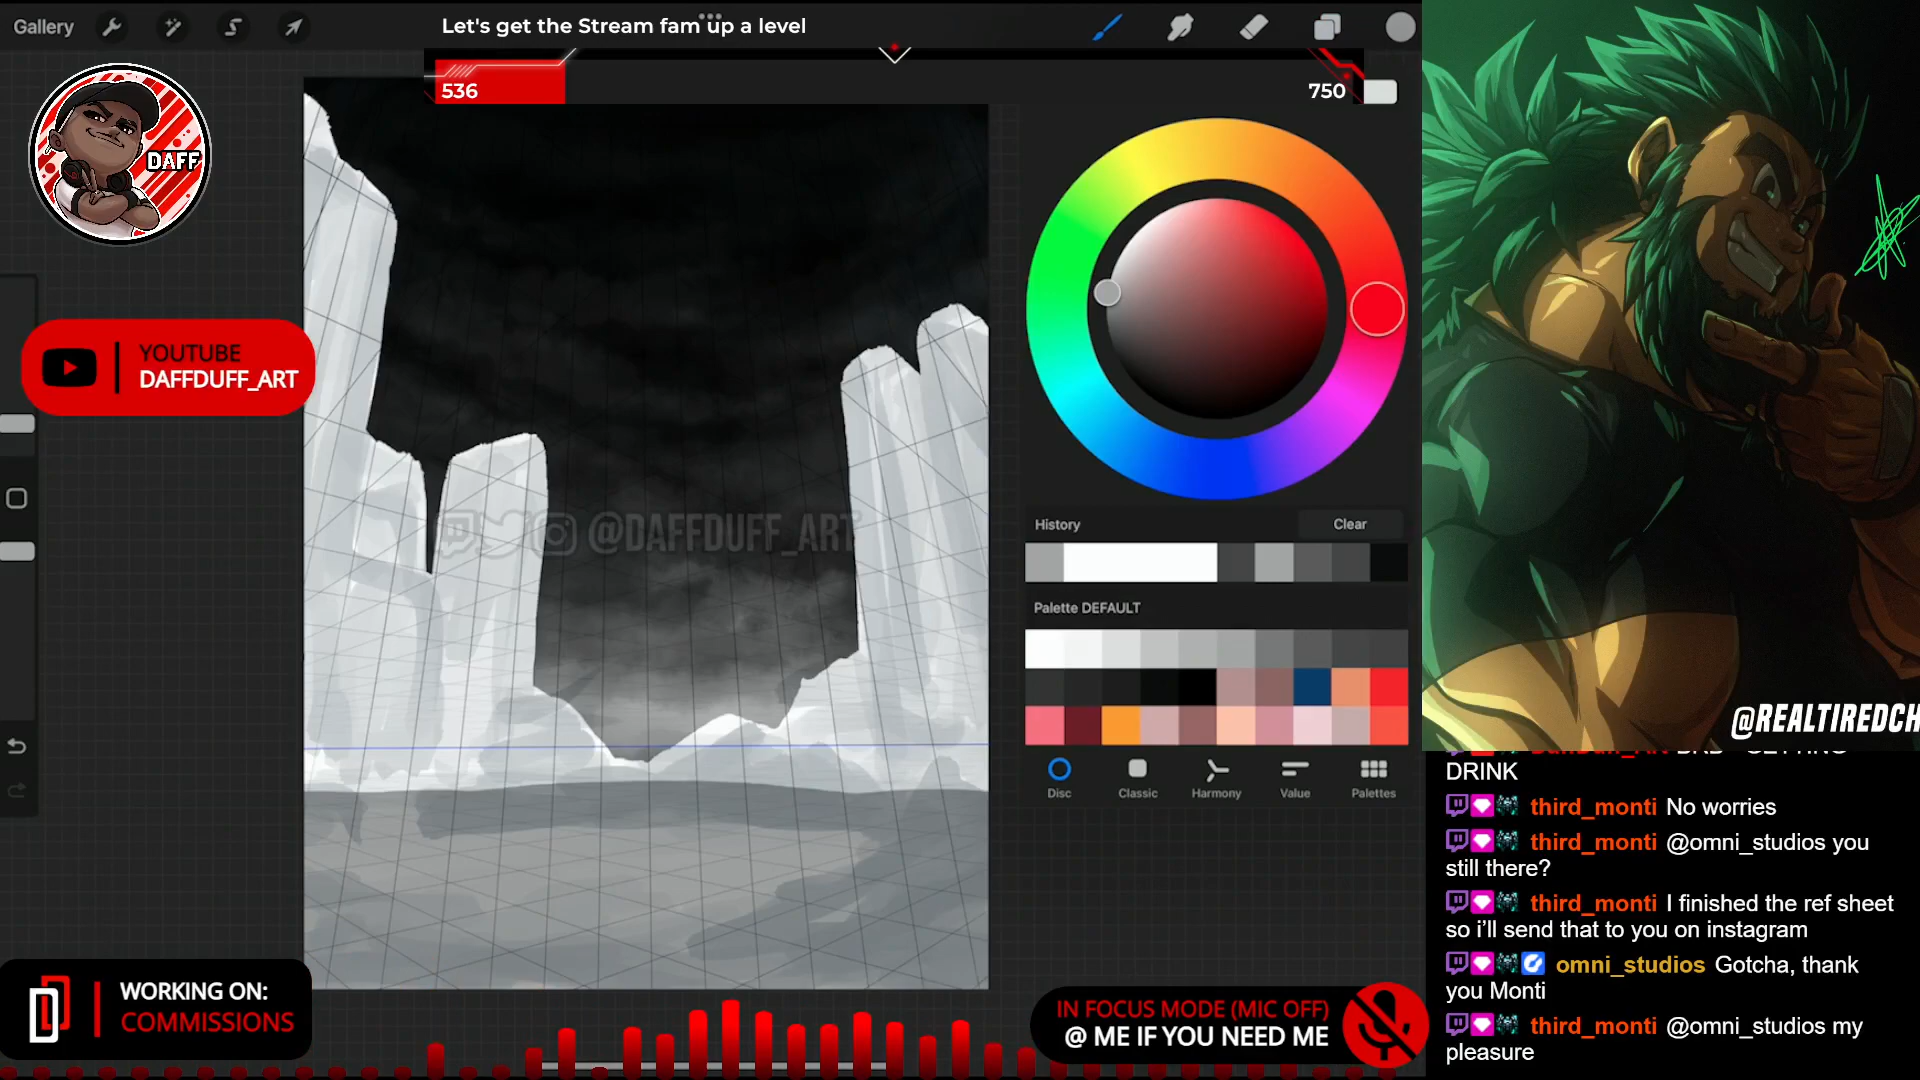 Gallery
Let's get the Stream fam up a level
536
750
DAFF
YOUTUBE
DAFFDUFF_ART
@DAFFDUFF_ART
History
Clear
Palette DEFAULT
Disc
Classic
Harmony
Value
Palettes
@REALTIREDCH
DRINK
third_monti No worries
third_monti @omni_studios you
still there?
third_monti I finished the ref sheet
so i'll send that to you on instagram
omni_studios Gotcha, thank
you Monti
third_monti @omni_studios my
pleasure
WORKING ON:
COMMISSIONS
IN FOCUS MODE (MIC OFF)
@ ME IF YOU NEED ME